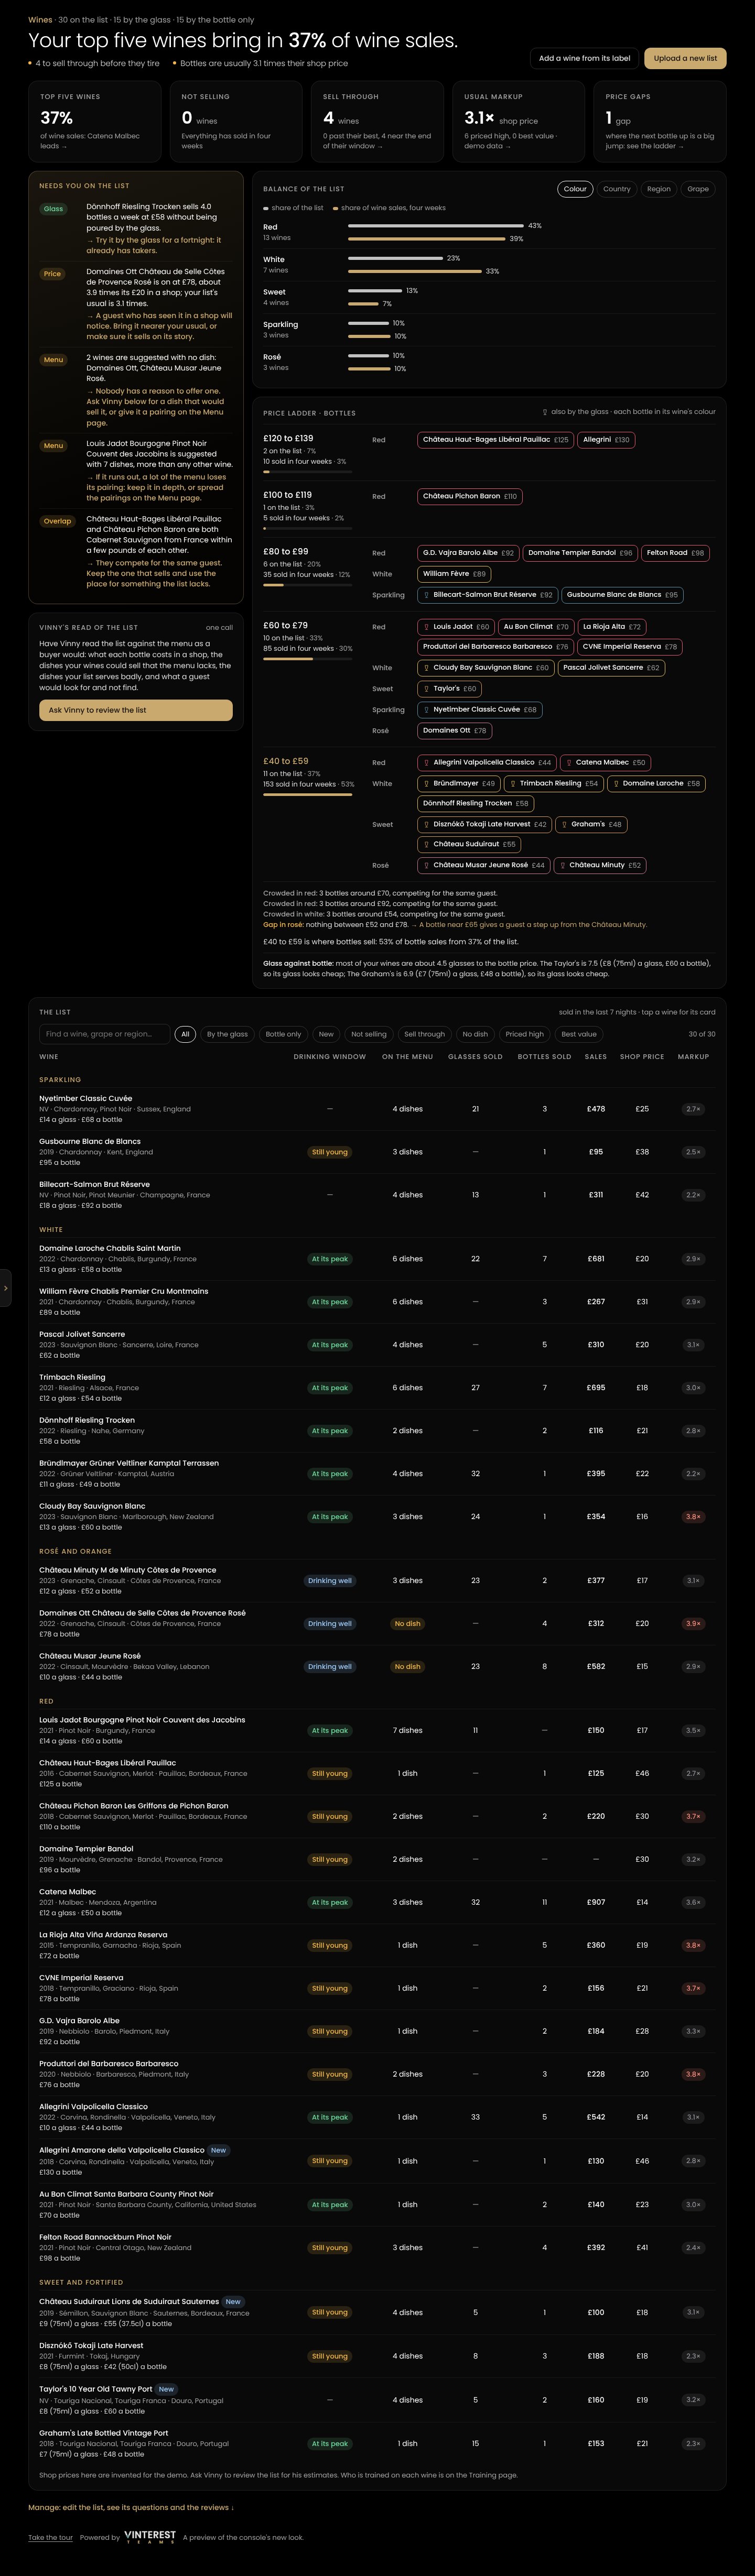 Wines · 30 on the list · 15 by the glass · 15 by the bottle only
Your top five wines bring in 37% of wine sales.
4 to sell through before they tire
Bottles are usually 3.1 times their shop price
Add a wine from its label
Upload a new list
TOP FIVE WINES
37%
of wine sales: Catena Malbec
leads →
NOT SELLING
0 wines
Everything has sold in four
weeks
SELL THROUGH
4 wines
0 past their best, 4 near the end
of their window →
USUAL MARKUP
3.1× shop price
6 priced high, 0 best value ·
demo data →
PRICE GAPS
1 gap
where the next bottle up is a big
jump: see the ladder →
NEEDS YOU ON THE LIST
Glass
Dönnhoff Riesling Trocken sells 4.0
bottles a week at £58 without being
poured by the glass.
→ Try it by the glass for a fortnight: it
already has takers.
Price
Domaines Ott Château de Selle Côtes
de Provence Rosé is on at £78, about
3.9 times its £20 in a shop; your list's
usual is 3.1 times.
→ A guest who has seen it in a shop will
notice. Bring it nearer your usual, or
make sure it sells on its story.
Menu
2 wines are suggested with no dish:
Domaines Ott, Château Musar Jeune
Rosé.
→ Nobody has a reason to offer one.
Ask Vinny below for a dish that would
sell it, or give it a pairing on the Menu
page.
Menu
Louis Jadot Bourgogne Pinot Noir
Couvent des Jacobins is suggested
with 7 dishes, more than any other wine.
→ If it runs out, a lot of the menu loses
its pairing: keep it in depth, or spread
the pairings on the Menu page.
Overlap
Château Haut-Bages Libéral Pauillac
and Château Pichon Baron are both
Cabernet Sauvignon from France within
a few pounds of each other.
→ They compete for the same guest.
Keep the one that sells and use the
place for something the list lacks.
VINNY'S READ OF THE LIST
one call
Have Vinny read the list against the menu as a
buyer would: what each bottle costs in a shop, the
dishes your wines could sell that the menu lacks, the
dishes your list serves badly, and what a guest
would look for and not find.
Ask Vinny to review the list
BALANCE OF THE LIST
Colour
Country
Region
Grape
share of the list
share of wine sales, four weeks
Red
13 wines
43%
39%
White
7 wines
23%
33%
Sweet
4 wines
13%
7%
Sparkling
3 wines
10%
10%
Rosé
3 wines
10%
10%
PRICE LADDER · BOTTLES
also by the glass · each bottle in its wine's colour
£120 to £139
2 on the list · 7%
10 sold in four weeks · 3%
Red
Château Haut-Bages Libéral Pauillac £125
Allegrini £130
£100 to £119
1 on the list · 3%
5 sold in four weeks · 2%
Red
Château Pichon Baron £110
£80 to £99
6 on the list · 20%
35 sold in four weeks · 12%
Red
G.D. Vajra Barolo Albe £92
Domaine Tempier Bandol £96
Felton Road £98
White
William Fèvre £89
Sparkling
Billecart-Salmon Brut Réserve £92
Gusbourne Blanc de Blancs £95
£60 to £79
10 on the list · 33%
85 sold in four weeks · 30%
Red
Louis Jadot £60
Au Bon Climat £70
La Rioja Alta £72
Produttori del Barbaresco Barbaresco £76
CVNE Imperial Reserva £78
White
Cloudy Bay Sauvignon Blanc £60
Pascal Jolivet Sancerre £62
Sweet
Taylor's £60
Sparkling
Nyetimber Classic Cuvée £68
Rosé
Domaines Ott £78
£40 to £59
11 on the list · 37%
153 sold in four weeks · 53%
Red
Allegrini Valpolicella Classico £44
Catena Malbec £50
White
Bründlmayer £49
Trimbach Riesling £54
Domaine Laroche £58
Dönnhoff Riesling Trocken £58
Sweet
Disznókő Tokaji Late Harvest £42
Graham's £48
Château Suduiraut £55
Rosé
Château Musar Jeune Rosé £44
Château Minuty £52
Crowded in red: 3 bottles around £70, competing for the same guest.
Crowded in red: 3 bottles around £92, competing for the same guest.
Crowded in white: 3 bottles around £54, competing for the same guest.
Gap in rosé: nothing between £52 and £78. → A bottle near £65 gives a guest a step up from the Château Minuty.
£40 to £59 is where bottles sell: 53% of bottle sales from 37% of the list.
Glass against bottle: most of your wines are about 4.5 glasses to the bottle price. The Taylor's is 7.5 (£8 (75ml) a glass, £60 a bottle),
so its glass looks cheap; The Graham's is 6.9 (£7 (75ml) a glass, £48 a bottle), so its glass looks cheap.
THE LIST
sold in the last 7 nights · tap a wine for its card
Find a wine, grape or region...
All
By the glass
Bottle only
New
Not selling
Sell through
No dish
Priced high
Best value
30 of 30
WINE DRINKING WINDOW ON THE MENU GLASSES SOLD BOTTLES SOLD SALES SHOP PRICE MARKUP
SPARKLING
Nyetimber Classic Cuvée
NV · Chardonnay, Pinot Noir · Sussex, England
£14 a glass · £68 a bottle
— 4 dishes 21 3 £478 £25 2.7×
Gusbourne Blanc de Blancs
2019 · Chardonnay · Kent, England
£95 a bottle
Still young 3 dishes — 1 £95 £38 2.5×
Billecart-Salmon Brut Réserve
NV · Pinot Noir, Pinot Meunier · Champagne, France
£18 a glass · £92 a bottle
— 4 dishes 13 1 £311 £42 2.2×
WHITE
Domaine Laroche Chablis Saint Martin
2022 · Chardonnay · Chablis, Burgundy, France
£13 a glass · £58 a bottle
At its peak 6 dishes 22 7 £681 £20 2.9×
William Fèvre Chablis Premier Cru Montmains
2021 · Chardonnay · Chablis, Burgundy, France
£89 a bottle
At its peak 6 dishes — 3 £267 £31 2.9×
Pascal Jolivet Sancerre
2023 · Sauvignon Blanc · Sancerre, Loire, France
£62 a bottle
At its peak 4 dishes — 5 £310 £20 3.1×
Trimbach Riesling
2021 · Riesling · Alsace, France
£12 a glass · £54 a bottle
At its peak 6 dishes 27 7 £695 £18 3.0×
Dönnhoff Riesling Trocken
2022 · Riesling · Nahe, Germany
£58 a bottle
At its peak 2 dishes — 2 £116 £21 2.8×
Bründlmayer Grüner Veltliner Kamptal Terrassen
2022 · Grüner Veltliner · Kamptal, Austria
£11 a glass · £49 a bottle
At its peak 4 dishes 32 1 £395 £22 2.2×
Cloudy Bay Sauvignon Blanc
2023 · Sauvignon Blanc · Marlborough, New Zealand
£13 a glass · £60 a bottle
At its peak 3 dishes 24 1 £354 £16 3.8×
ROSÉ AND ORANGE
Château Minuty M de Minuty Côtes de Provence
2023 · Grenache, Cinsault · Côtes de Provence, France
£12 a glass · £52 a bottle
Drinking well 3 dishes 23 2 £377 £17 3.1×
Domaines Ott Château de Selle Côtes de Provence Rosé
2022 · Grenache, Cinsault · Côtes de Provence, France
£78 a bottle
Drinking well No dish — 4 £312 £20 3.9×
Château Musar Jeune Rosé
2022 · Cinsault, Mourvèdre · Bekaa Valley, Lebanon
£10 a glass · £44 a bottle
Drinking well No dish 23 8 £582 £15 2.9×
RED
Louis Jadot Bourgogne Pinot Noir Couvent des Jacobins
2021 · Pinot Noir · Burgundy, France
£14 a glass · £60 a bottle
At its peak 7 dishes 11 — £150 £17 3.5×
Château Haut-Bages Libéral Pauillac
2016 · Cabernet Sauvignon, Merlot · Pauillac, Bordeaux, France
£125 a bottle
Still young 1 dish — 1 £125 £46 2.7×
Château Pichon Baron Les Griffons de Pichon Baron
2018 · Cabernet Sauvignon, Merlot · Pauillac, Bordeaux, France
£110 a bottle
Still young 2 dishes — 2 £220 £30 3.7×
Domaine Tempier Bandol
2019 · Mourvèdre, Grenache · Bandol, Provence, France
£96 a bottle
Still young 2 dishes — — — £30 3.2×
Catena Malbec
2021 · Malbec · Mendoza, Argentina
£12 a glass · £50 a bottle
At its peak 3 dishes 32 11 £907 £14 3.6×
La Rioja Alta Viña Ardanza Reserva
2015 · Tempranillo, Garnacha · Rioja, Spain
£72 a bottle
Still young 1 dish — 5 £360 £19 3.8×
CVNE Imperial Reserva
2018 · Tempranillo, Graciano · Rioja, Spain
£78 a bottle
Still young 1 dish — 2 £156 £21 3.7×
G.D. Vajra Barolo Albe
2019 · Nebbiolo · Barolo, Piedmont, Italy
£92 a bottle
Still young 1 dish — 2 £184 £28 3.3×
Produttori del Barbaresco Barbaresco
2020 · Nebbiolo · Barbaresco, Piedmont, Italy
£76 a bottle
Still young 2 dishes — 3 £228 £20 3.8×
Allegrini Valpolicella Classico
2022 · Corvina, Rondinella · Valpolicella, Veneto, Italy
£10 a glass · £44 a bottle
At its peak 1 dish 33 5 £542 £14 3.1×
Allegrini Amarone della Valpolicella Classico New
2018 · Corvina, Rondinella · Valpolicella, Veneto, Italy
£130 a bottle
Still young 1 dish — 1 £130 £46 2.8×
Au Bon Climat Santa Barbara County Pinot Noir
2021 · Pinot Noir · Santa Barbara County, California, United States
£70 a bottle
At its peak 1 dish — 2 £140 £23 3.0×
Felton Road Bannockburn Pinot Noir
2021 · Pinot Noir · Central Otago, New Zealand
£98 a bottle
Still young 3 dishes — 4 £392 £41 2.4×
SWEET AND FORTIFIED
Château Suduiraut Lions de Suduiraut Sauternes New
2019 · Sémillon, Sauvignon Blanc · Sauternes, Bordeaux, France
£9 (75ml) a glass · £55 (37.5cl) a bottle
Still young 4 dishes 5 1 £100 £18 3.1×
Disznókő Tokaji Late Harvest
2021 · Furmint · Tokaj, Hungary
£8 (75ml) a glass · £42 (50cl) a bottle
Still young 4 dishes 8 3 £188 £18 2.3×
Taylor's 10 Year Old Tawny Port New
NV · Touriga Nacional, Touriga Franca · Douro, Portugal
£8 (75ml) a glass · £60 a bottle
— 4 dishes 5 2 £160 £19 3.2×
Graham's Late Bottled Vintage Port
2018 · Touriga Nacional, Touriga Franca · Douro, Portugal
£7 (75ml) a glass · £48 a bottle
At its peak 1 dish 15 1 £153 £21 2.3×
Shop prices here are invented for the demo. Ask Vinny to review the list for his estimates. Who is trained on each wine is on the Training page.
Manage: edit the list, see its questions and the reviews ↓
Take the tour
Powered by
VINTEREST
TEAMS
A preview of the console's new look.